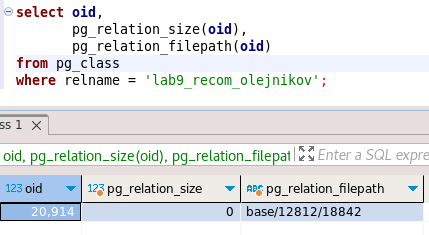 select oid,
pg_relation_size(oid),
pg_relation_filepath(oid)
from pg_class
where relname = 'lab9_recom_olejnikov';
ss 1
oid, pg_relation_size(oid), pg_relation_filepat
Enter a SQL expre
123 oid
123 pg_relation_size
ABC pg_relation_filepath
20,914
0
base/12812/18842